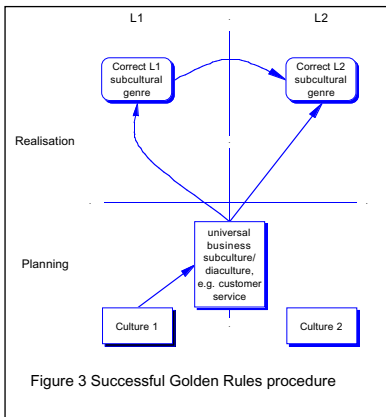 L1
L2
Correct L1
subcultural
genre
Correct L2
subcultural
genre
Realisation
universal
business
subculture/
diaculture,
e.g. customer
service
Planning
Culture 1
Culture 2
Figure 3 Successful Golden Rules procedure